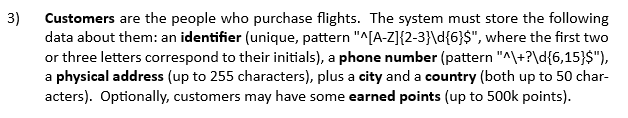 3) Customers are the people who purchase flights. The system must store the following
data about them: an identifier (unique, pattern "^[A-Z]{2-3}\d{6}$", where the first two
or three letters correspond to their initials), a phone number (pattern "^\+?\d{6,15}$"),
a physical address (up to 255 characters), plus a city and a country (both up to 50 char-
acters). Optionally, customers may have some earned points (up to 500k points).